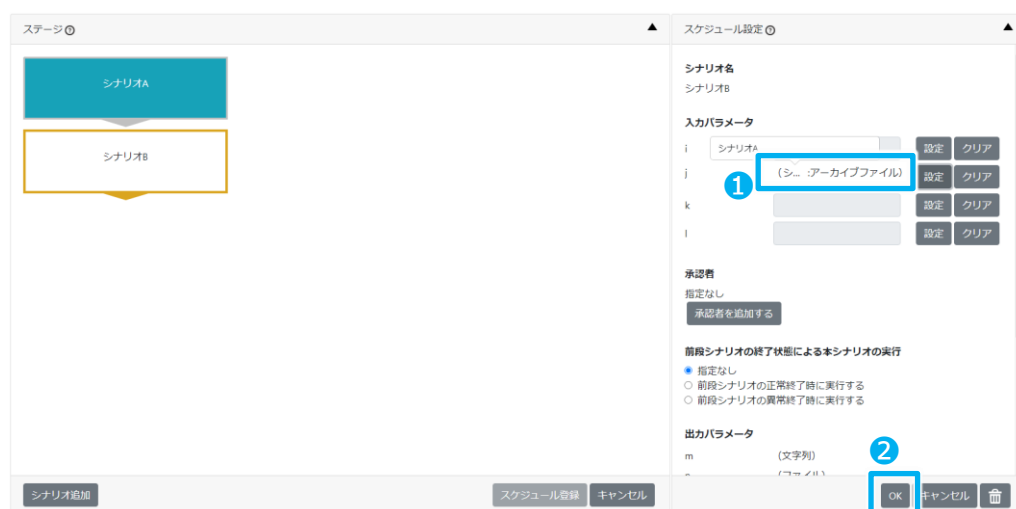 ステージ
シナリオA
シナリオB
シナリオ追加
スケジュール登録 キャンセル
スケジュール設定
シナリオ名
シナリオB
入力パラメータ
i シナリオA 設定 クリア
j (シ... :アーカイブファイル) 設定 クリア
1
k 設定 クリア
l 設定 クリア
承認者
指定なし
承認者を追加する
前段シナリオの終了状態による本シナリオの実行
指定なし
前段シナリオの正常終了時に実行する
前段シナリオの異常終了時に実行する
出力パラメータ
m (文字列)
2
(ファイル)
OK キャンセル